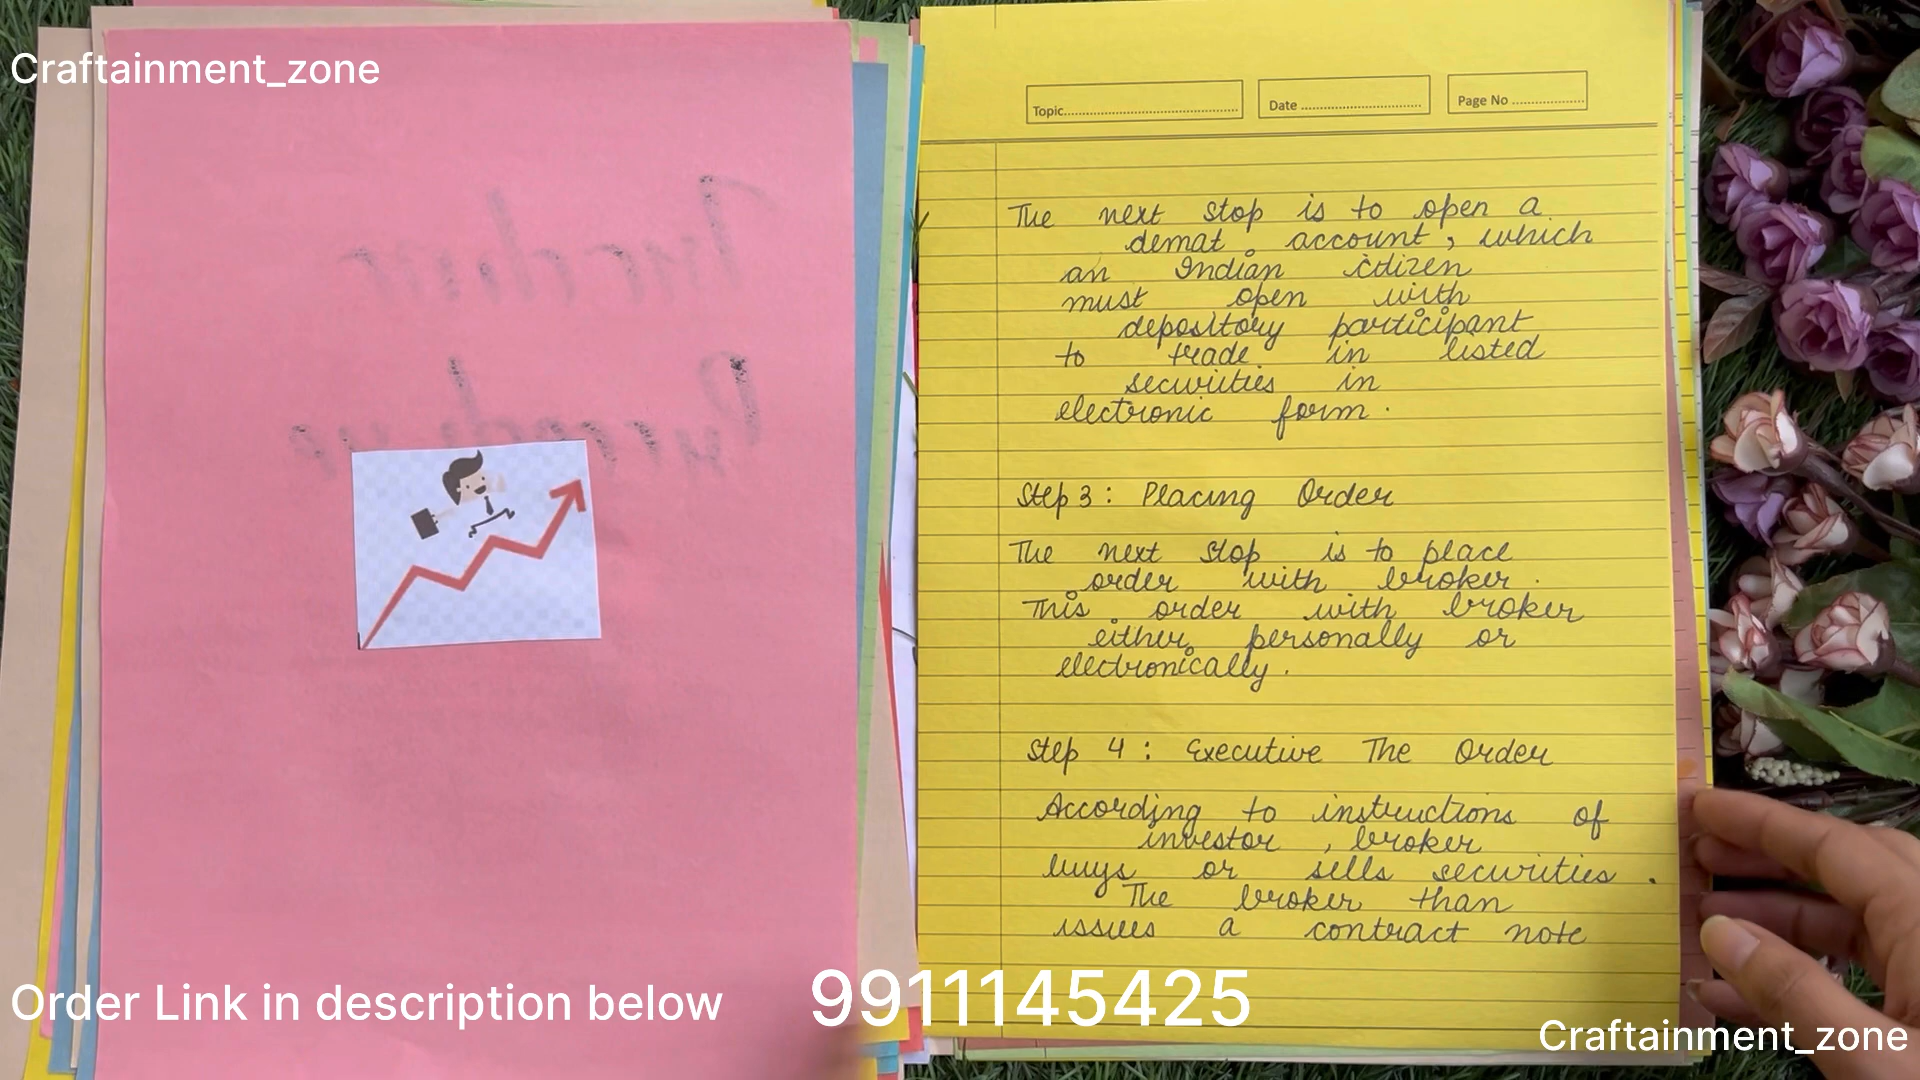 Craftainment_zone
Topic
Date
Page No
The next stop is to open a
demat account, which
an Indian citizen
must open with
depository participant
to trade in listed
securities in
electronic form.
Step 3 : Placing Order
The next stop is to place
order with broker.
This order with broker
either personally or
electronically.
Step 4 : Executive The Order
According to instructions of
investor, broker
buys or sells securities.
The broker than
issues a contract note
Order Link in description below
9911145425
Craftainment_zone